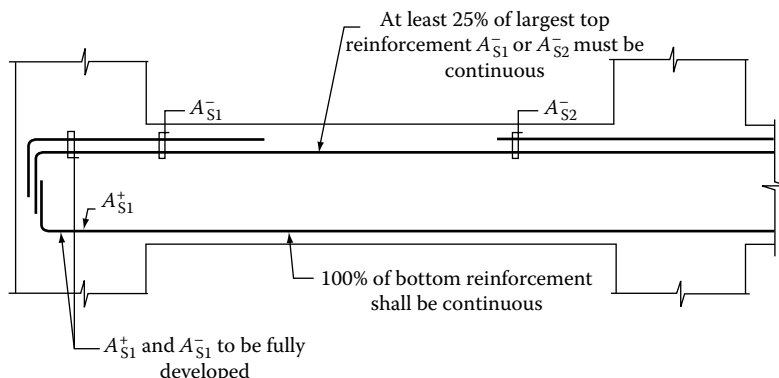 At least 25% of largest top
reinforcement A⁻S1 or A⁻S2 must be
continuous
A⁻S1
A⁻S2
A⁺S1
100% of bottom reinforcement
shall be continuous
A⁺S1 and A⁻S1 to be fully
developed